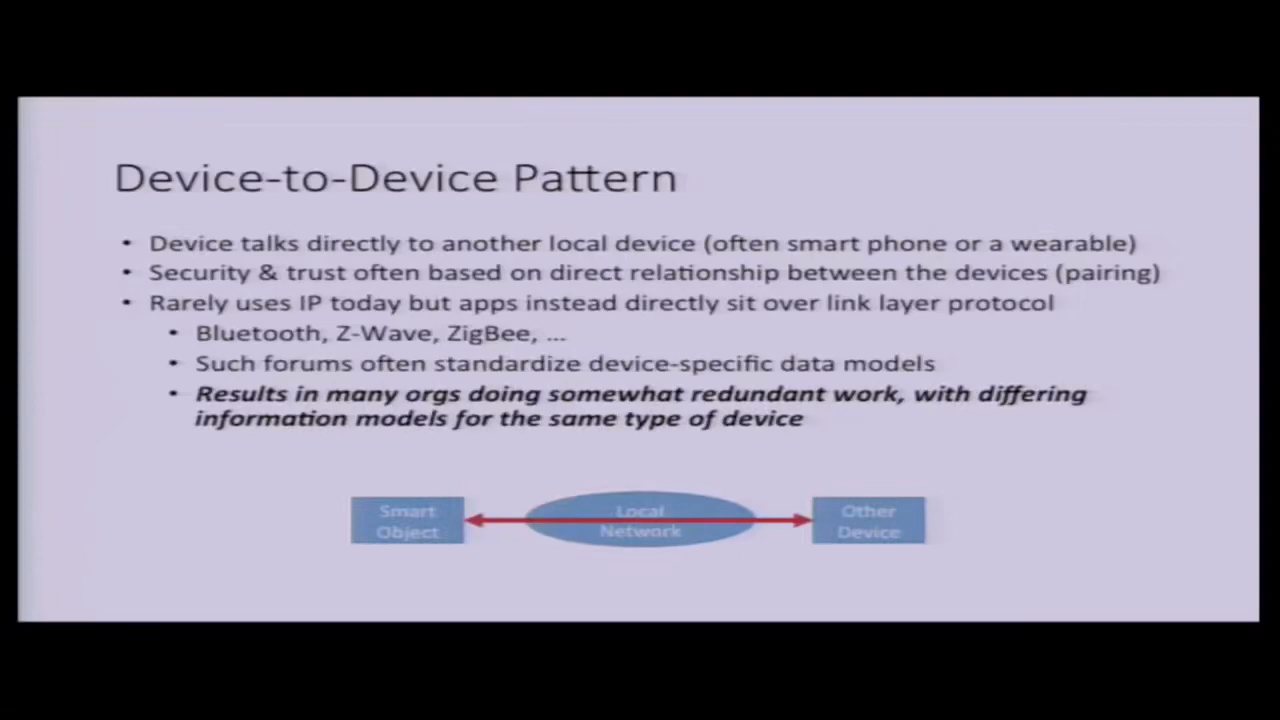 Device-to-Device Pattern
• Device talks directly to another local device (often smart phone or a wearable)
• Security & trust often based on direct relationship between the devices (pairing)
• Rarely uses IP today but apps instead directly sit over link layer protocol
• Bluetooth, Z-Wave, ZigBee, ...
• Such forums often standardize device-specific data models
• Results in many orgs doing somewhat redundant work, with differing
information models for the same type of device
Smart
Object
Local
Network
Other
Device